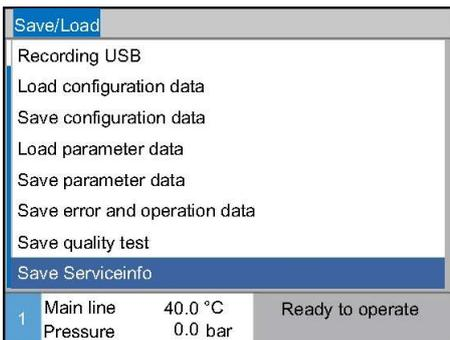 Save/Load
Recording USB
Load configuration data
Save configuration data
Load parameter data
Save parameter data
Save error and operation data
Save quality test
Save Serviceinfo
1 Main line 40.0 °C Ready to operate
Pressure 0.0 bar